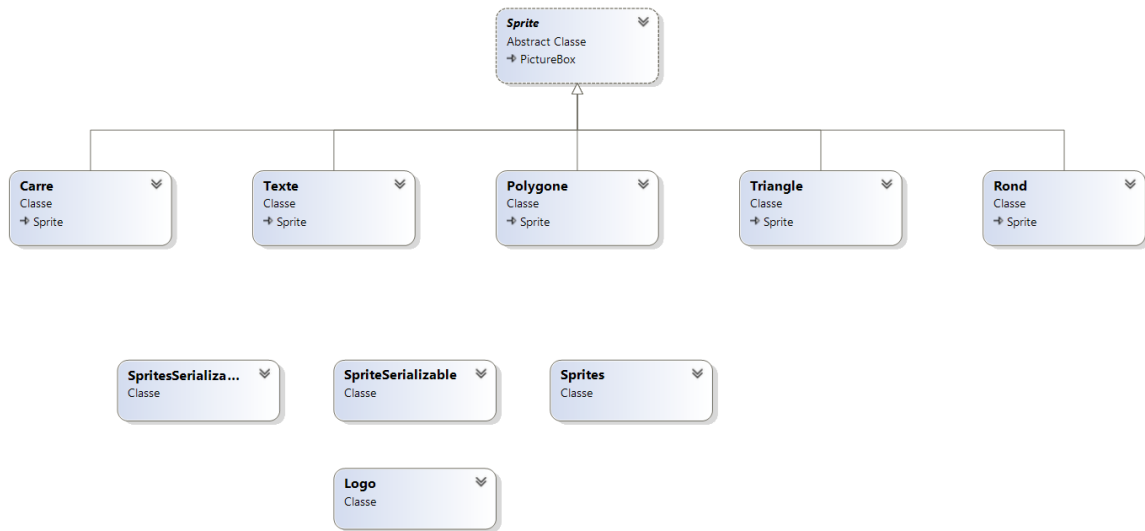 Sprite
Abstract Classe
PictureBox
Carre
Classe
Sprite
Texte
Classe
Sprite
Polygone
Classe
Sprite
Triangle
Classe
Sprite
Rond
Classe
Sprite
SpritesSerializa...
Classe
SpriteSerializable
Classe
Sprites
Classe
Logo
Classe